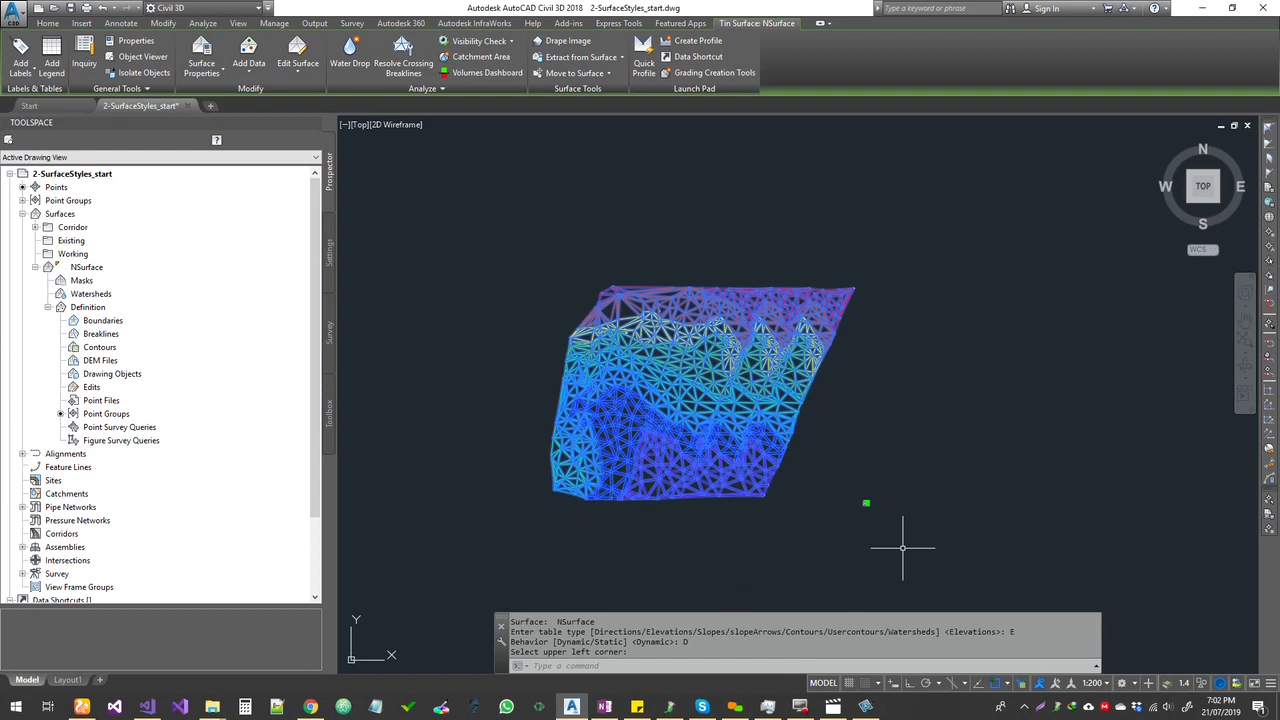 C3D
Civil 3D
Autodesk AutoCAD Civil 3D 2018 2-SurfaceStyles_start.dwg
Type a keyword or phrase
Sign In
Home Insert Annotate Modify Analyze View Manage Output Survey Autodesk 360 Autodesk InfraWorks Help Add-ins Express Tools Featured Apps Tin Surface: NSurface
Add Labels
Add Legend
Inquiry
Properties
Object Viewer
Isolate Objects
Surface Properties
Add Data
Edit Surface
Water Drop
Resolve Crossing Breaklines
Visibility Check
Catchment Area
Volumes Dashboard
Drape Image
Extract from Surface
Move to Surface
Quick Profile
Create Profile
Data Shortcut
Grading Creation Tools
Labels & Tables General Tools Modify Analyze Surface Tools Launch Pad
Start 2-SurfaceStyles_start*
TOOLSPACE
?
Active Drawing View
2-SurfaceStyles_start
Points
Point Groups
Surfaces
Corridor
Existing
Working
NSurface
Masks
Watersheds
Definition
Boundaries
Breaklines
Contours
DEM Files
Drawing Objects
Edits
Point Files
Point Groups
Point Survey Queries
Figure Survey Queries
Alignments
Feature Lines
Sites
Catchments
Pipe Networks
Pressure Networks
Corridors
Assemblies
Intersections
Survey
View Frame Groups
Data Shortcuts []
Prospector
Settings
Survey
Toolbox
[−][Top][2D Wireframe]
N
W TOP E
S
WCS
Y
X
Surface: NSurface
Enter table type [Directions/Elevations/Slopes/slopeArrows/Contours/Usercontours/Watersheds] <Elevations>: E
Behavior [Dynamic/Static] <Dynamic>: D
Select upper left corner:
Type a command
Model Layout1 +
MODEL 1:200 1.4
7:02 PM
21/07/2019